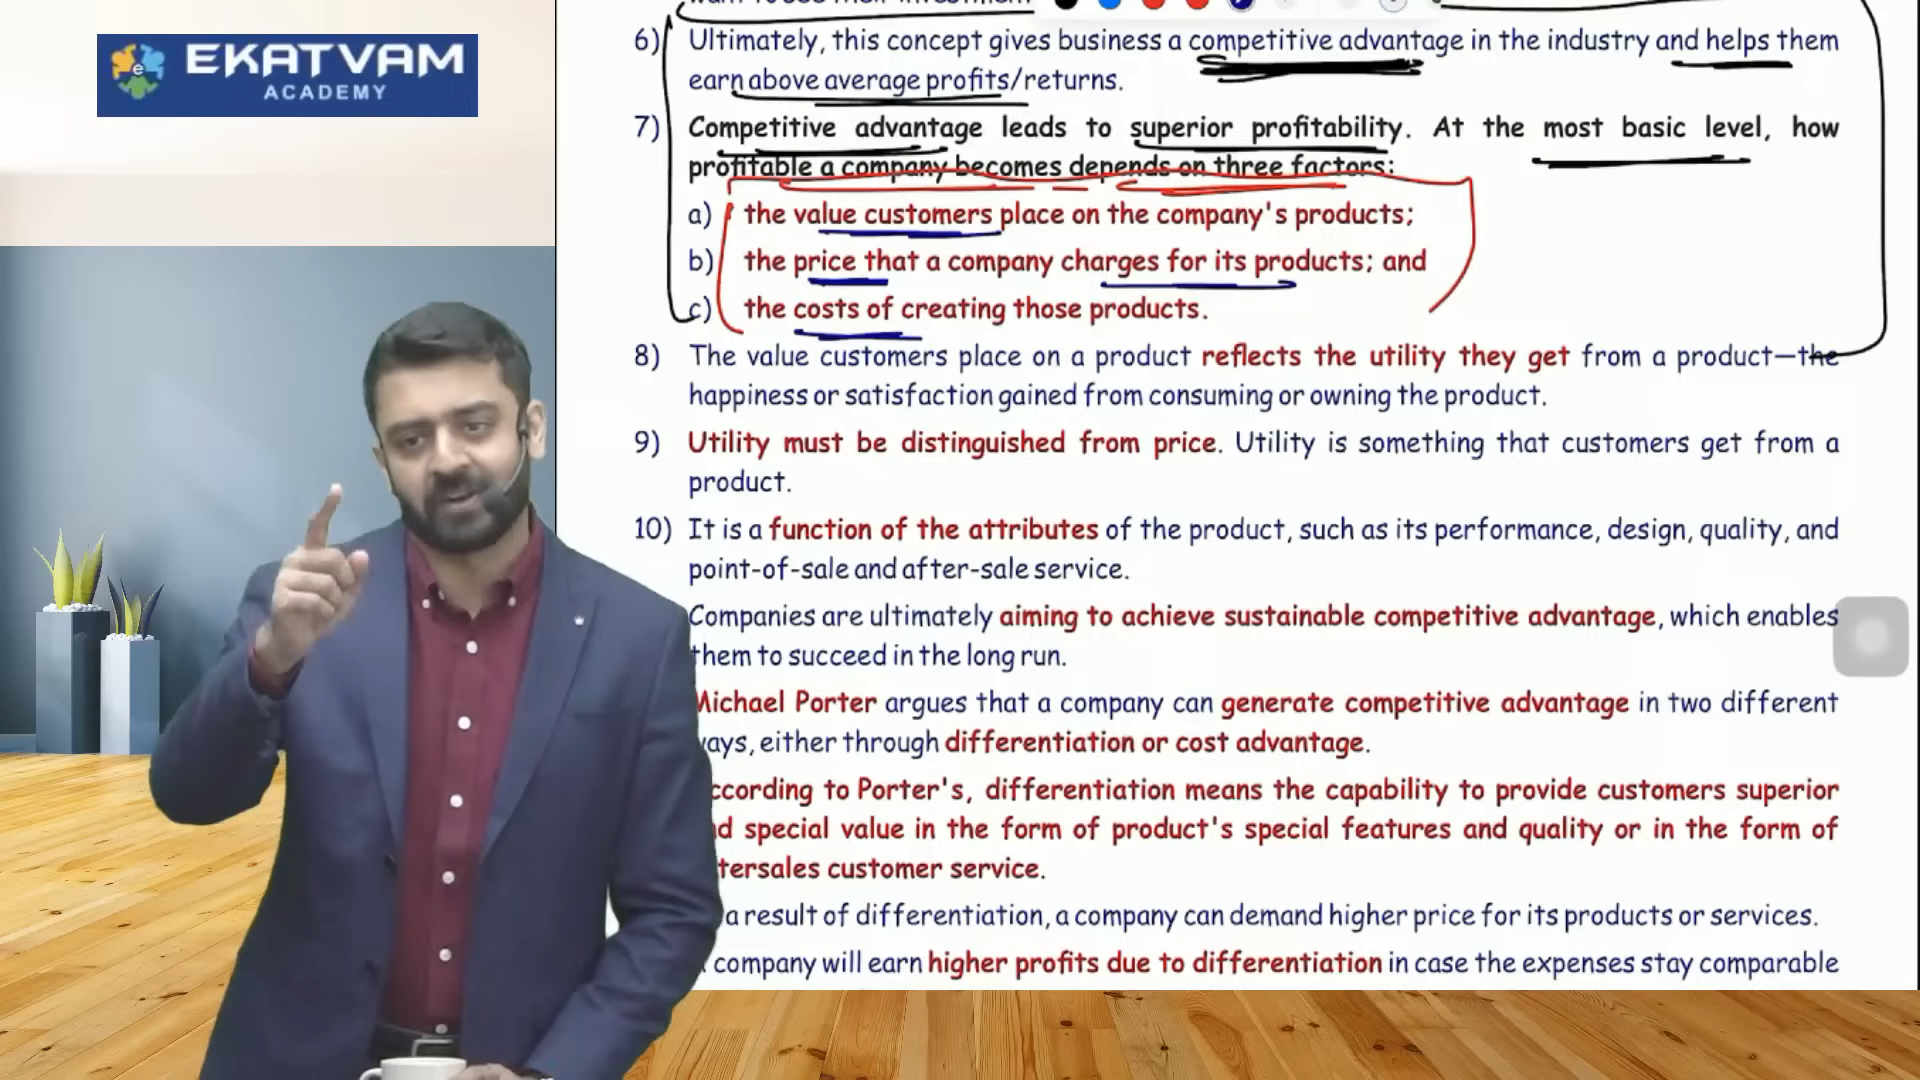 EKATVAM
ACADEMY
6) Ultimately, this concept gives business a competitive advantage in the industry and helps them
earn above average profits/returns.
7) Competitive advantage leads to superior profitability. At the most basic level, how
profitable a company becomes depends on three factors:
a) the value customers place on the company's products;
b) the price that a company charges for its products; and
c) the costs of creating those products.
8) The value customers place on a product reflects the utility they get from a product—the
happiness or satisfaction gained from consuming or owning the product.
9) Utility must be distinguished from price. Utility is something that customers get from a
product.
10) It is a function of the attributes of the product, such as its performance, design, quality, and
point-of-sale and after-sale service.
Companies are ultimately aiming to achieve sustainable competitive advantage, which enables
them to succeed in the long run.
Michael Porter argues that a company can generate competitive advantage in two different
ways, either through differentiation or cost advantage.
ccording to Porter's, differentiation means the capability to provide customers superior
nd special value in the form of product's special features and quality or in the form of
tersales customer service.
a result of differentiation, a company can demand higher price for its products or services.
company will earn higher profits due to differentiation in case the expenses stay comparable